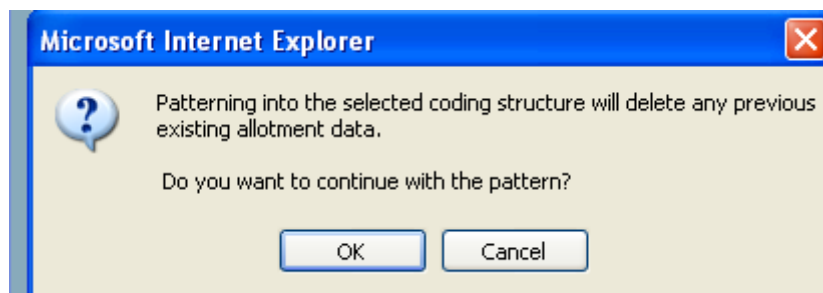 Microsoft Internet Explorer
Patterning into the selected coding structure will delete any previous
existing allotment data.
Do you want to continue with the pattern?
OK
Cancel